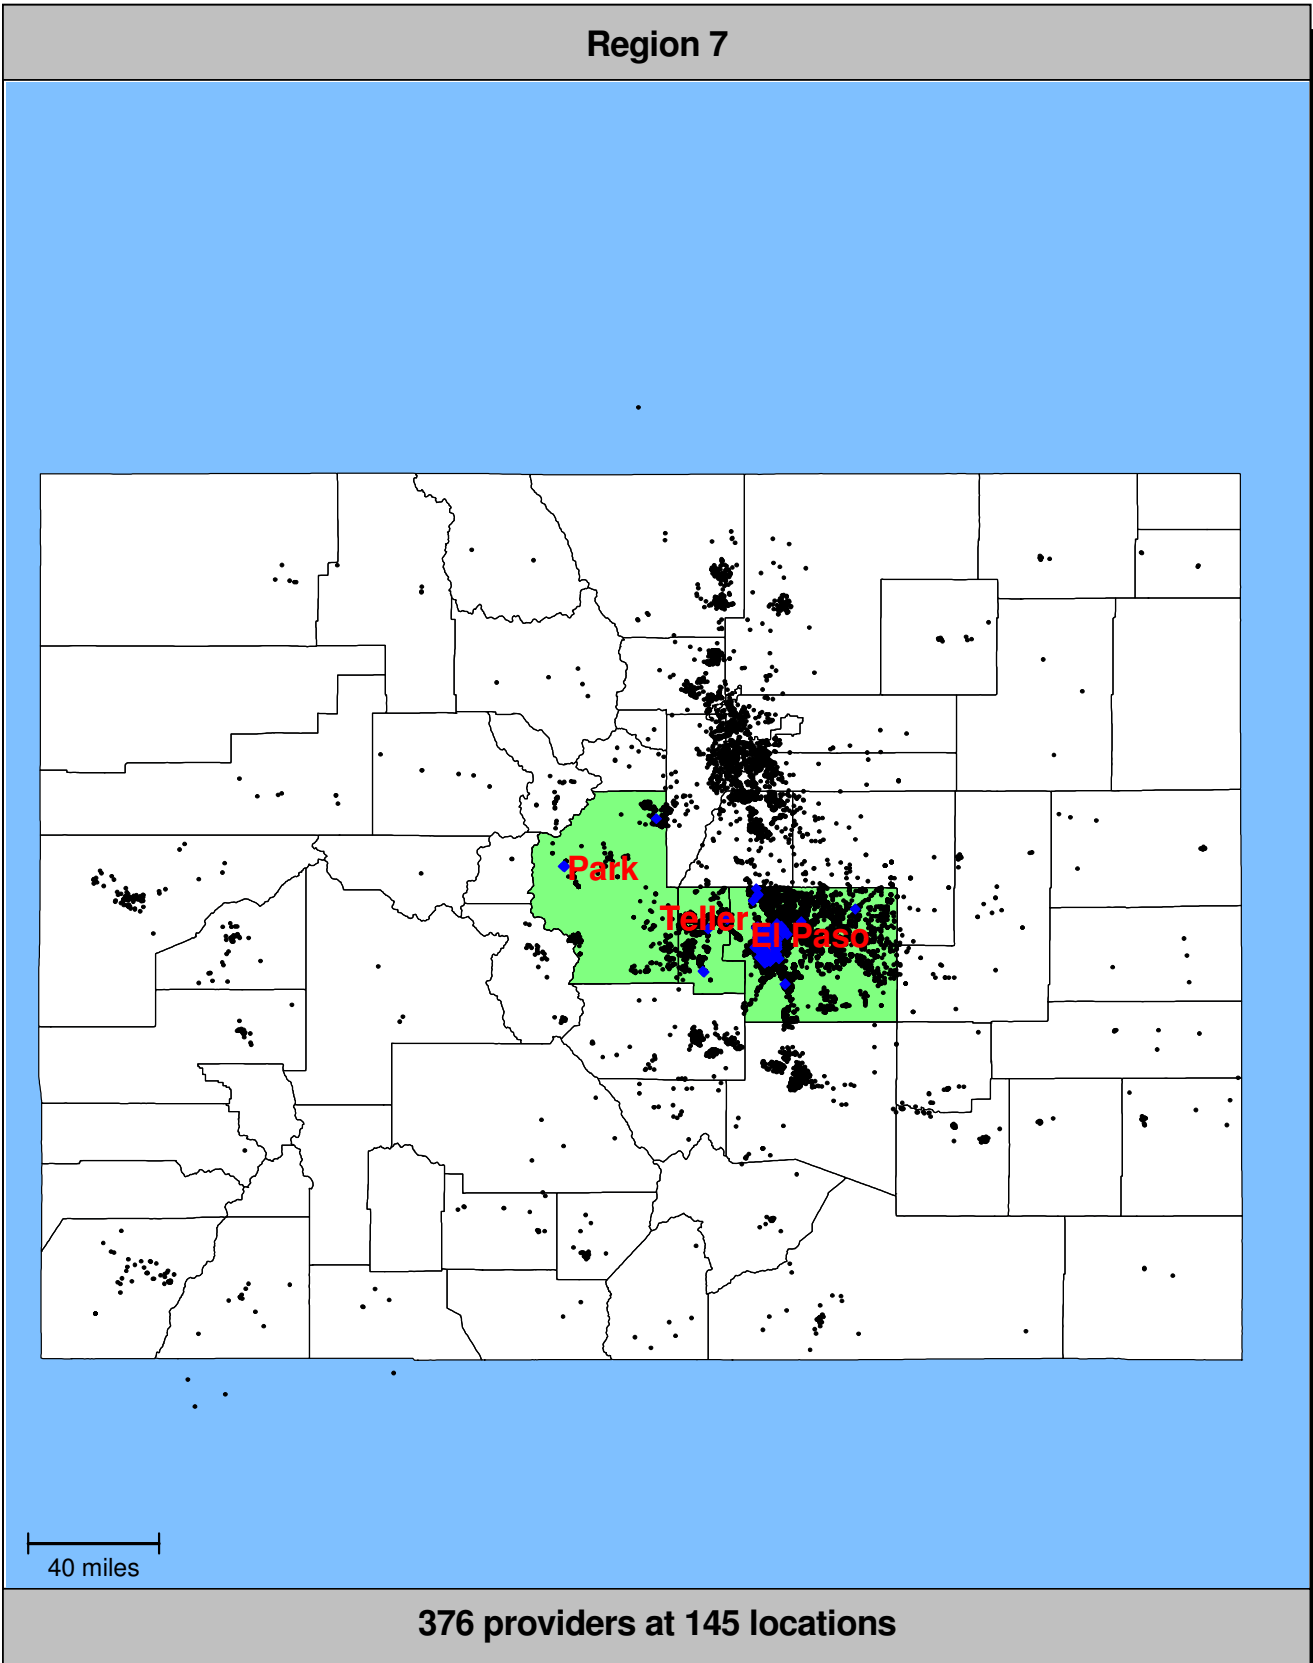 Region 7
Park
Teller
El Paso
40 miles
376 providers at 145 locations